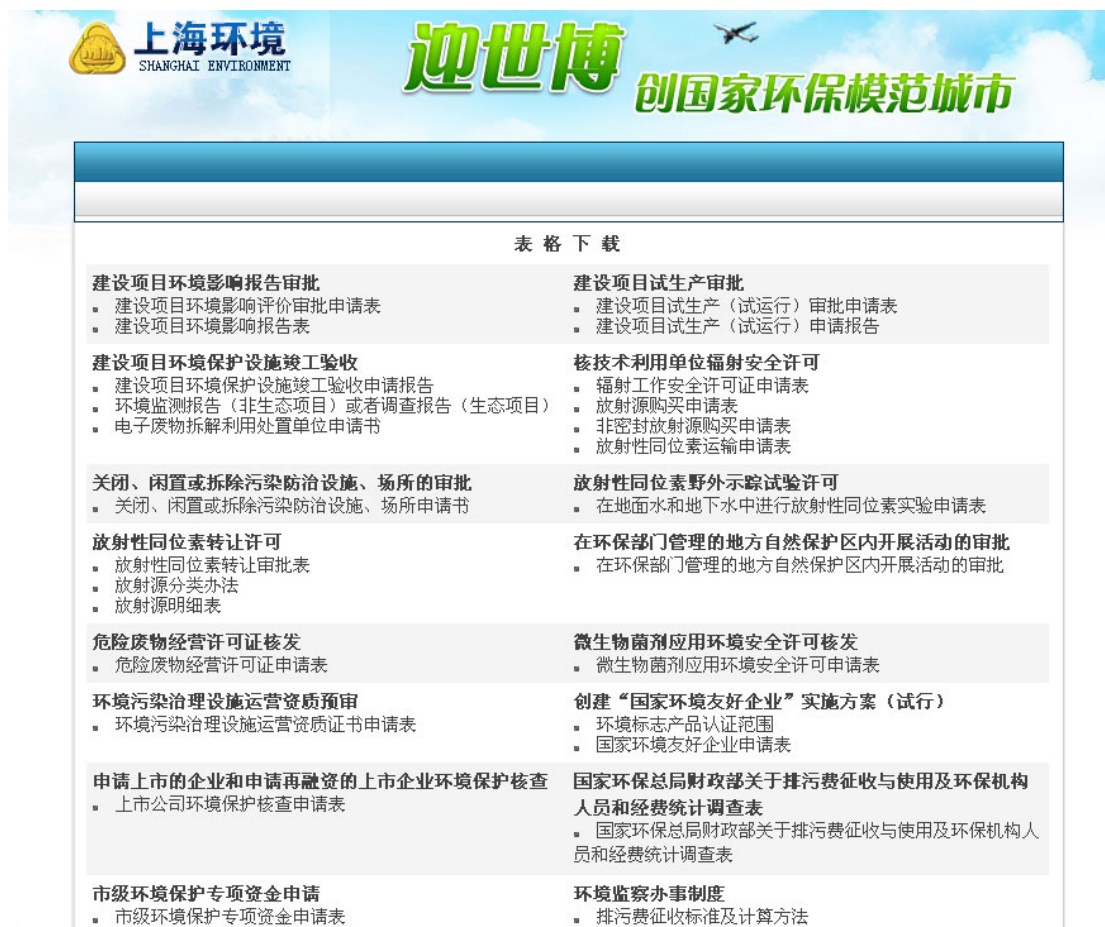 上海环境
SHANGHAI ENVIRONMENT
迎世博
创国家环保模范城市
表 格 下 载
建设项目环境影响报告审批
建设项目环境影响评价审批申请表
建设项目环境影响报告表
建设项目试生产审批
建设项目试生产（试运行）审批申请表
建设项目试生产（试运行）申请报告
建设项目环境保护设施竣工验收
建设项目环境保护设施竣工验收申请报告
环境监测报告（非生态项目）或者调查报告（生态项目）
电子废物拆解利用处置单位申请书
核技术利用单位辐射安全许可
辐射工作安全许可证申请表
放射源购买申请表
非密封放射源购买申请表
放射性同位素运输申请表
关闭、闲置或拆除污染防治设施、场所的审批
关闭、闲置或拆除污染防治设施、场所申请书
放射性同位素野外示踪试验许可
在地面水和地下水中进行放射性同位素实验申请表
放射性同位素转让许可
放射性同位素转让审批表
放射源分类办法
放射源明细表
在环保部门管理的地方自然保护区内开展活动的审批
在环保部门管理的地方自然保护区内开展活动的审批
危险废物经营许可证核发
危险废物经营许可证申请表
微生物菌剂应用环境安全许可核发
微生物菌剂应用环境安全许可申请表
环境污染治理设施运营资质预审
环境污染治理设施运营资质证书申请表
创建“国家环境友好企业”实施方案（试行）
环境标志产品认证范围
国家环境友好企业申请表
申请上市的企业和申请再融资的上市企业环境保护核查
上市公司环境保护核查申请表
国家环保总局财政部关于排污费征收与使用及环保机构
人员和经费统计调查表
国家环保总局财政部关于排污费征收与使用及环保机构人
员和经费统计调查表
市级环境保护专项资金申请
市级环境保护专项资金申请表
环境监察办事制度
排污费征收标准及计算方法